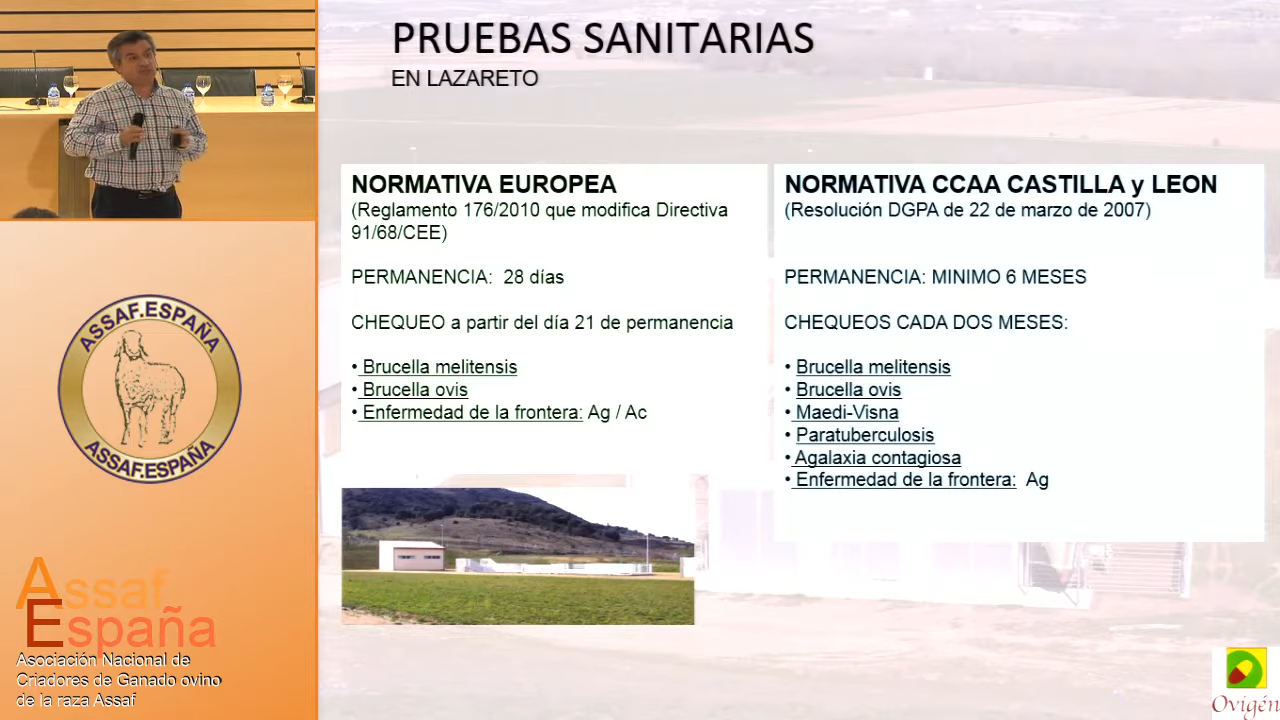 PRUEBAS SANITARIAS
EN LAZARETO
NORMATIVA EUROPEA
(Reglamento 176/2010 que modifica Directiva
91/68/CEE)
PERMANENCIA: 28 días
CHEQUEO a partir del día 21 de permanencia
• Brucella melitensis
• Brucella ovis
• Enfermedad de la frontera: Ag / Ac
NORMATIVA CCAA CASTILLA y LEON
(Resolución DGPA de 22 de marzo de 2007)
PERMANENCIA: MINIMO 6 MESES
CHEQUEOS CADA DOS MESES:
• Brucella melitensis
• Brucella ovis
• Maedi-Visna
• Paratuberculosis
• Agalaxia contagiosa
• Enfermedad de la frontera: Ag
ASSAF.ESPAÑA
ASSAF.ESPAÑA
Assaf
España
Asociación Nacional de
Criadores de Ganado ovino
de la raza Assaf
Ovigén